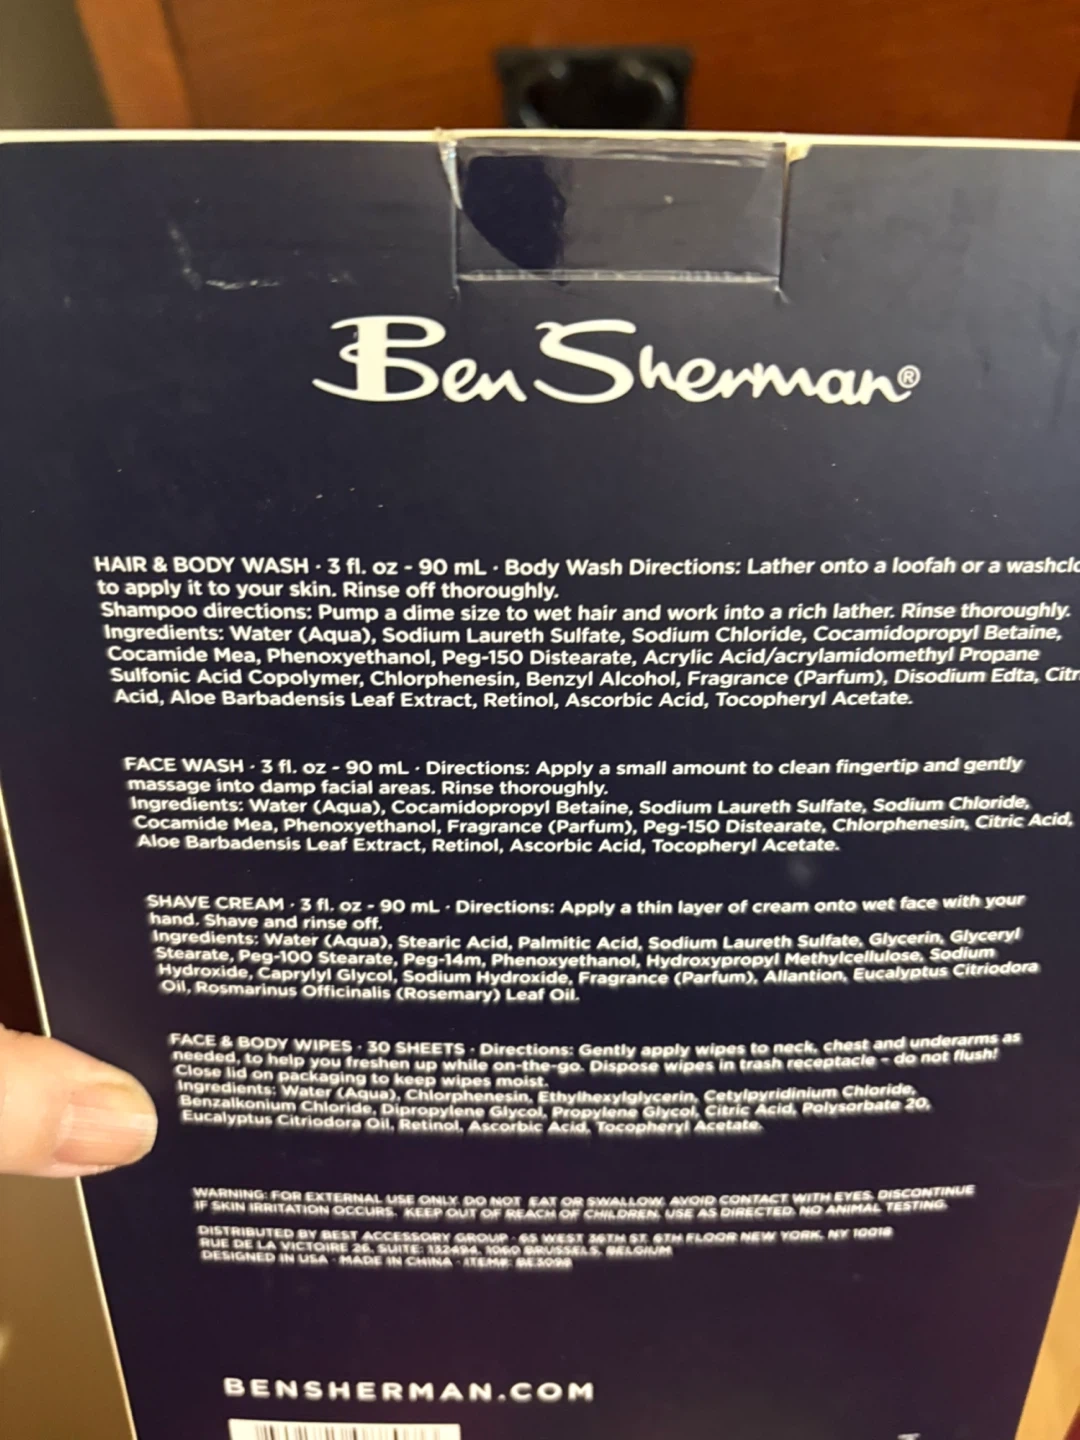 Ben Sherman®
HAIR & BODY WASH · 3 fl. oz - 90 mL · Body Wash Directions: Lather onto a loofah or a washclo
to apply it to your skin. Rinse off thoroughly.
Shampoo directions: Pump a dime size to wet hair and work into a rich lather. Rinse thoroughly.
Ingredients: Water (Aqua), Sodium Laureth Sulfate, Sodium Chloride, Cocamidopropyl Betaine,
Cocamide Mea, Phenoxyethanol, Peg-150 Distearate, Acrylic Acid/acrylamidomethyl Propane
Sulfonic Acid Copolymer, Chlorphenesin, Benzyl Alcohol, Fragrance (Parfum), Disodium Edta, Citr
Acid, Aloe Barbadensis Leaf Extract, Retinol, Ascorbic Acid, Tocopheryl Acetate.
FACE WASH · 3 fl. oz - 90 mL · Directions: Apply a small amount to clean fingertip and gently
massage into damp facial areas. Rinse thoroughly.
Ingredients: Water (Aqua), Cocamidopropyl Betaine, Sodium Laureth Sulfate, Sodium Chloride,
Cocamide Mea, Phenoxyethanol, Fragrance (Parfum), Peg-150 Distearate, Chlorphenesin, Citric Acid,
Aloe Barbadensis Leaf Extract, Retinol, Ascorbic Acid, Tocopheryl Acetate.
SHAVE CREAM · 3 fl. oz - 90 mL · Directions: Apply a thin layer of cream onto wet face with your
hand. Shave and rinse off.
Ingredients: Water (Aqua), Stearic Acid, Palmitic Acid, Sodium Laureth Sulfate, Glycerin, Glyceryl
Stearate, Peg-100 Stearate, Peg-14m, Phenoxyethanol, Hydroxypropyl Methylcellulose, Sodium
Hydroxide, Caprylyl Glycol, Sodium Hydroxide, Fragrance (Parfum), Allantion, Eucalyptus Citriodora
Oil, Rosmarinus Officinalis (Rosemary) Leaf Oil.
FACE & BODY WIPES · 30 SHEETS · Directions: Gently apply wipes to neck, chest and underarms as
needed, to help you freshen up while on-the-go. Dispose wipes in trash receptacle - do not flush!
Close lid on packaging to keep wipes moist.
Ingredients: Water (Aqua), Chlorphenesin, Ethylhexylglycerin, Cetylpyridinium Chloride,
Benzalkonium Chloride, Dipropylene Glycol, Propylene Glycol, Citric Acid, Polysorbate 20,
Eucalyptus Citriodora Oil, Retinol, Ascorbic Acid, Tocopheryl Acetate.
WARNING: FOR EXTERNAL USE ONLY. DO NOT EAT OR SWALLOW. AVOID CONTACT WITH EYES. DISCONTINUE
IF SKIN IRRITATION OCCURS. KEEP OUT OF REACH OF CHILDREN. USE AS DIRECTED. NO ANIMAL TESTING.
DISTRIBUTED BY BEST ACCESSORY GROUP · 65 WEST 36TH ST. 6TH FLOOR NEW YORK, NY 10018
RUE DE LA VICTOIRE 26, SUITE: 132494, 1060 BRUSSELS, BELGIUM
DESIGNED IN USA · MADE IN CHINA · ITEM#:
BENSHERMAN.COM